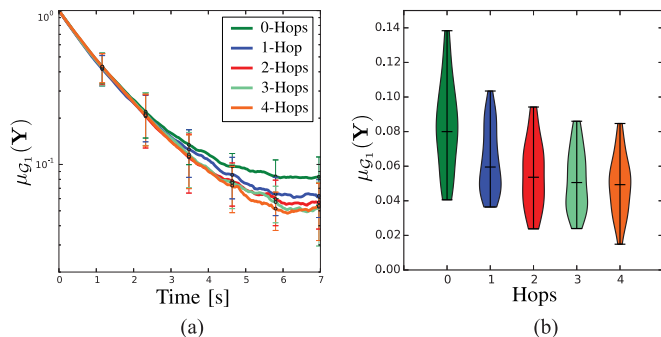 10⁰
10⁻¹
μ_𝒢₁(𝐘)
0 1 2 3 4 5 6 7
Time [s]
0-Hops
1-Hop
2-Hops
3-Hops
4-Hops
(a)
0.14
0.12
0.10
0.08
0.06
0.04
0.02
0.00
μ_𝒢₁(𝐘)
0 1 2 3 4
Hops
(b)